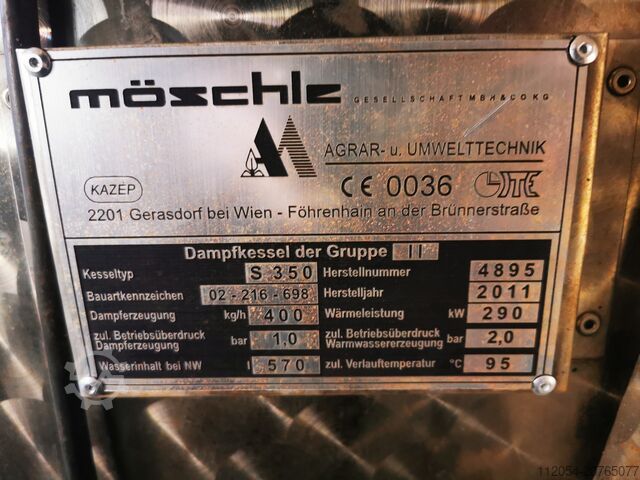 möschle GESELLSCHAFT MBH & CO KG
AGRAR- u. UMWELTTECHNIK
KAZEP
CE 0036
2201 Gerasdorf bei Wien - Föhrenhain an der Brünnerstraße
Dampfkessel der Gruppe II
Kesseltyp S 350 Herstellnummer 4895
Bauartkennzeichen 02-216-698 Herstelljahr 2011
Dampferzeugung kg/h 400 Wärmeleistung kW 290
zul. Betriebsüberdruck Dampferzeugung bar 1,0 zul. Betriebsüberdruck Warmwassererzeugung bar 2,0
Wasserinhalt bei NW l 570 zul. Verlauftemperatur °C 95